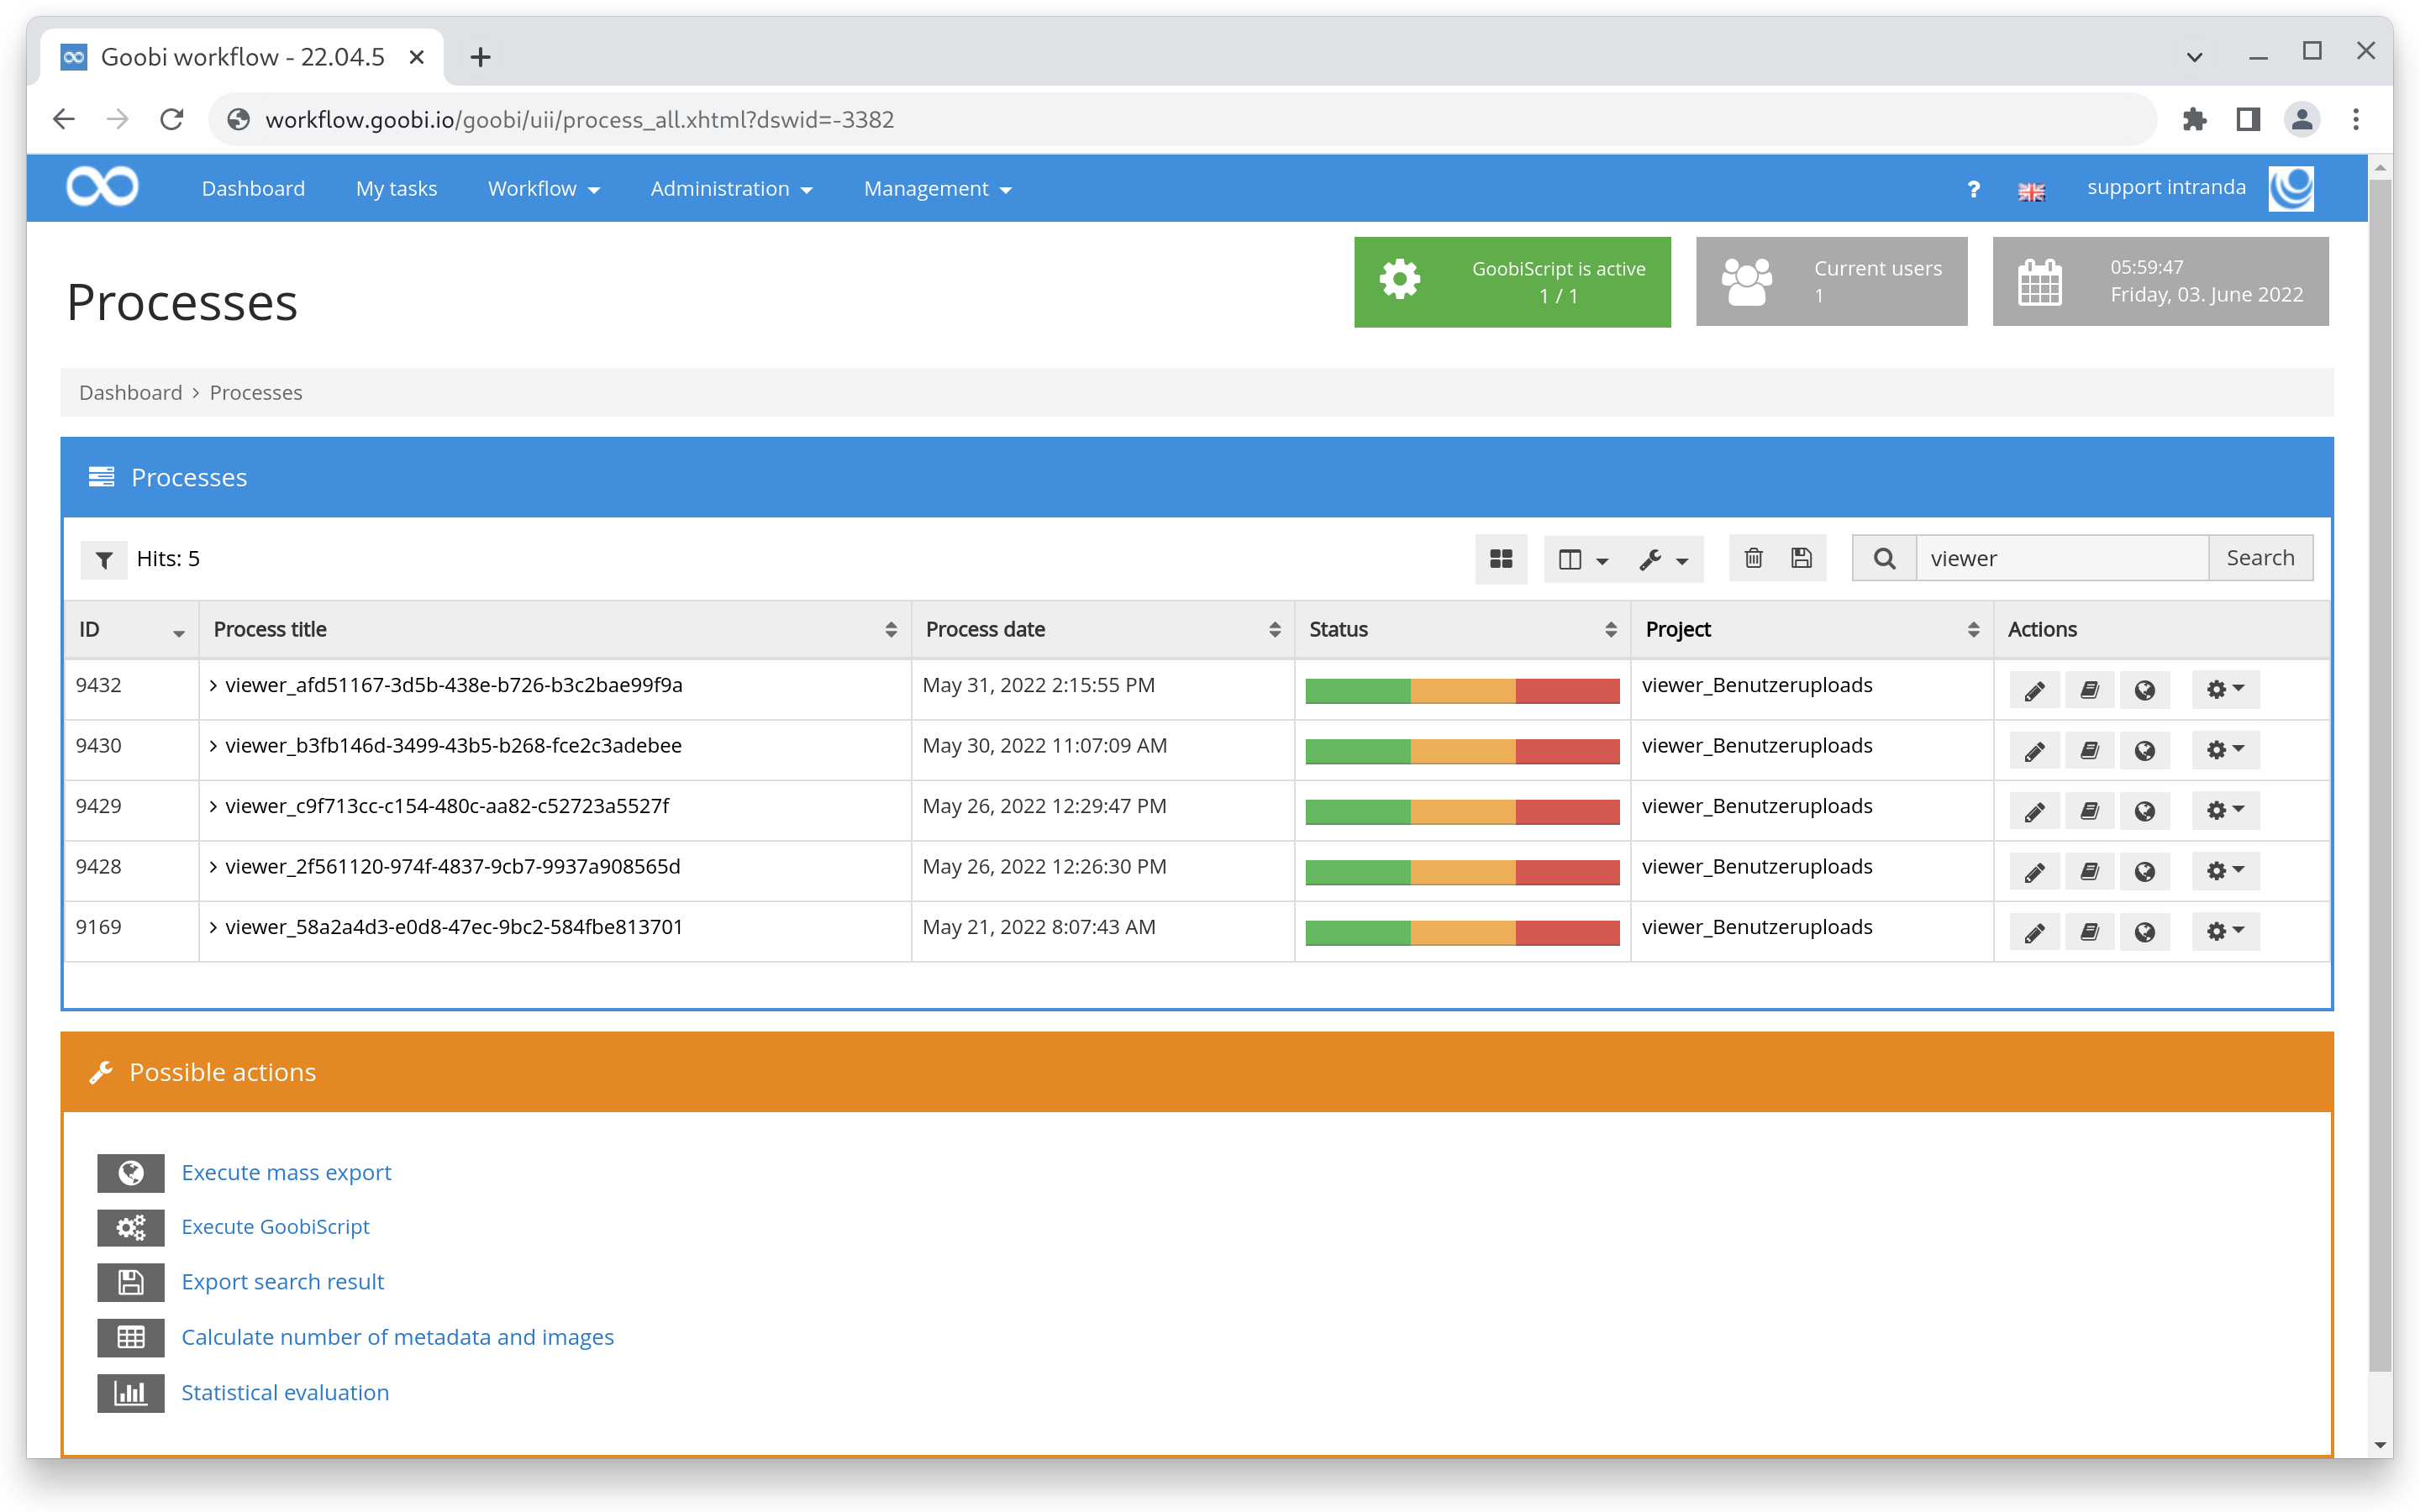 Goobi workflow - 22.04.5
workflow.goobi.io/goobi/uii/process_all.xhtml?dswid=-3382
Dashboard My tasks Workflow Administration Management ? support intranda
Processes
GoobiScript is active
1 / 1
Current users
1
05:59:47
Friday, 03. June 2022
Dashboard > Processes
Processes
Hits: 5 viewer Search
ID Process title Process date Status Project Actions
9432 > viewer_afd51167-3d5b-438e-b726-b3c2bae99f9a May 31, 2022 2:15:55 PM viewer_Benutzeruploads
9430 > viewer_b3fb146d-3499-43b5-b268-fce2c3adebee May 30, 2022 11:07:09 AM viewer_Benutzeruploads
9429 > viewer_c9f713cc-c154-480c-aa82-c52723a5527f May 26, 2022 12:29:47 PM viewer_Benutzeruploads
9428 > viewer_2f561120-974f-4837-9cb7-9937a908565d May 26, 2022 12:26:30 PM viewer_Benutzeruploads
9169 > viewer_58a2a4d3-e0d8-47ec-9bc2-584fbe813701 May 21, 2022 8:07:43 AM viewer_Benutzeruploads
Possible actions
Execute mass export
Execute GoobiScript
Export search result
Calculate number of metadata and images
Statistical evaluation